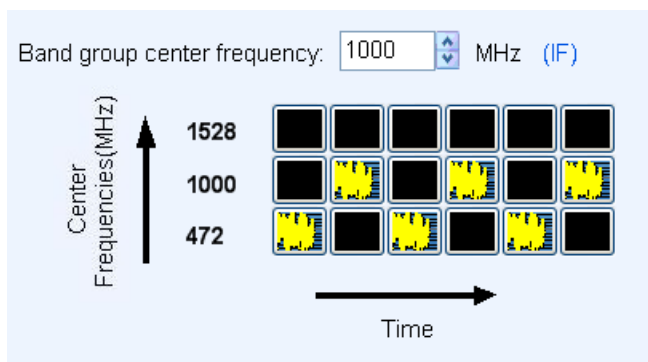 Band group center frequency: 1000 MHz (IF)
Center
Frequencies(MHz)
1528
1000
472
Time